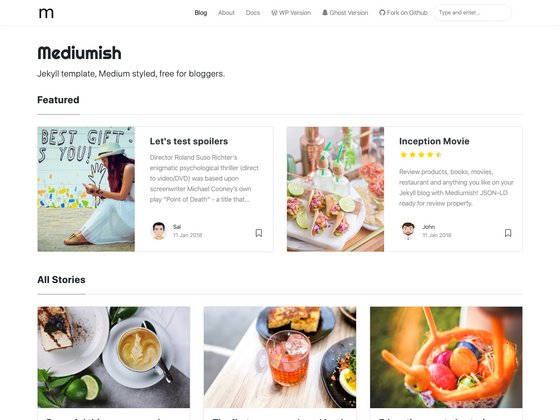 m
Blog About Docs WP Version Ghost Version Fork on Github Type and enter...
Mediumish
Jekyll template, Medium styled, free for bloggers.
Featured
BEST GIFT
IS YOU!
Let's test spoilers
Director Roland Suso Richter's
enigmatic psychological thriller (direct
to video/DVD) was based upon
screenwriter Michael Cooney's own
play "Point of Death" - a title that...
Sal
11 Jan 2018
Inception Movie
Review products, books, movies,
restaurant and anything you like on your
Jekyll blog with Mediumish! JSON-LD
ready for review property.
John
11 Jan 2018
All Stories